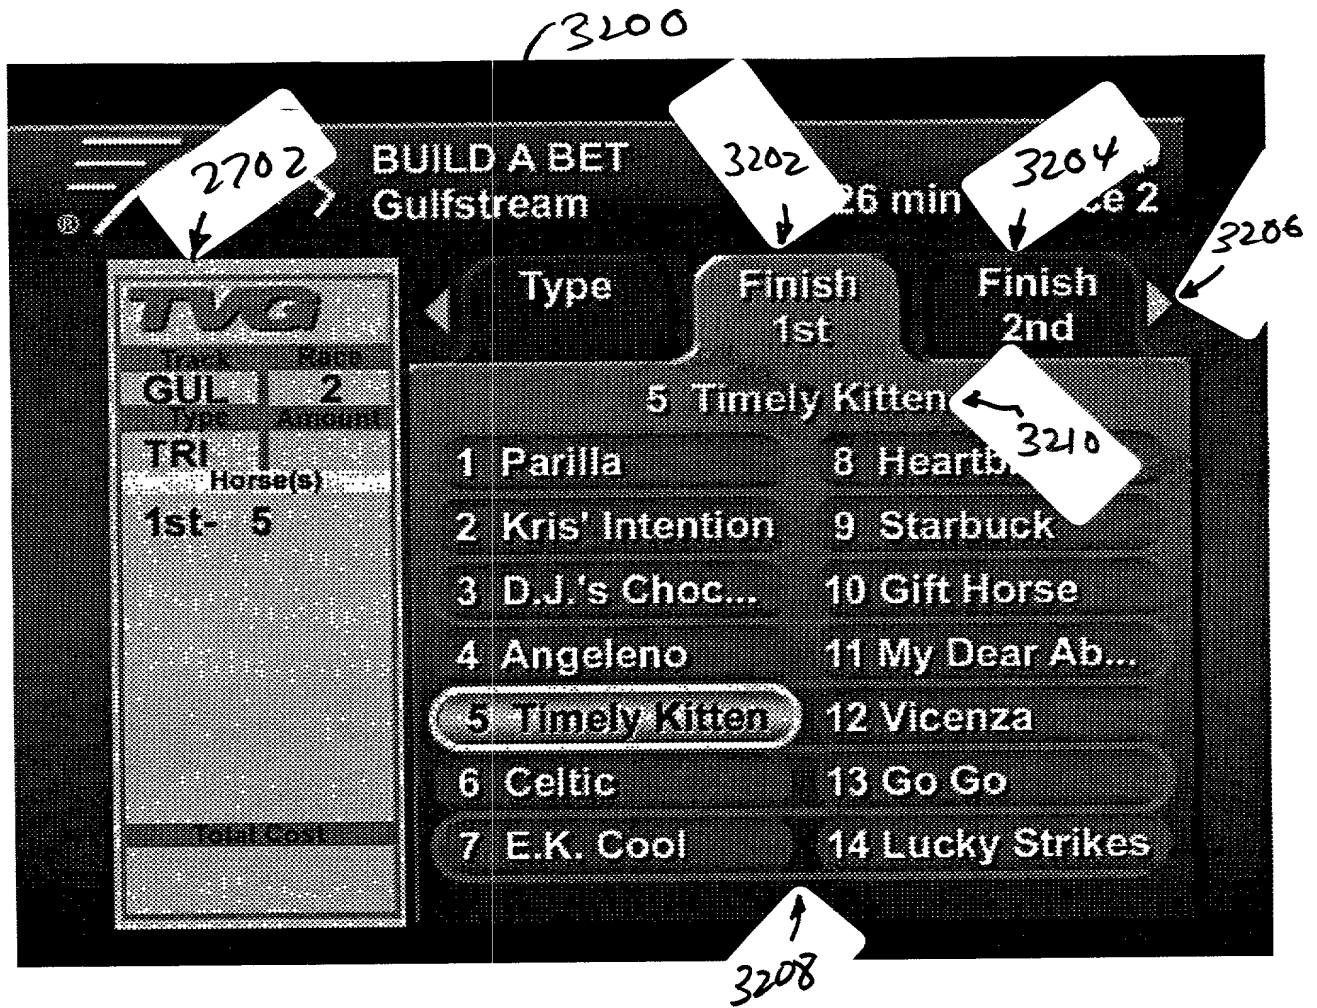 3200
2702
3202
3204
3206
BUILD A BET
Gulfstream
26 min
ce 2
®
TVG
Track Race
GUL 2
Type Amount
TRI
Horse(s)
1st- 5
Total Cost
Type
Finish
1st
Finish
2nd
5 Timely Kitten
3210
1 Parilla
2 Kris' Intention
3 D.J.'s Choc...
4 Angeleno
5 Timely Kitten
6 Celtic
7 E.K. Cool
8
9 Starbuck
10 Gift Horse
11 My Dear Ab...
12 Vicenza
13 Go Go
14 Lucky Strikes
3208